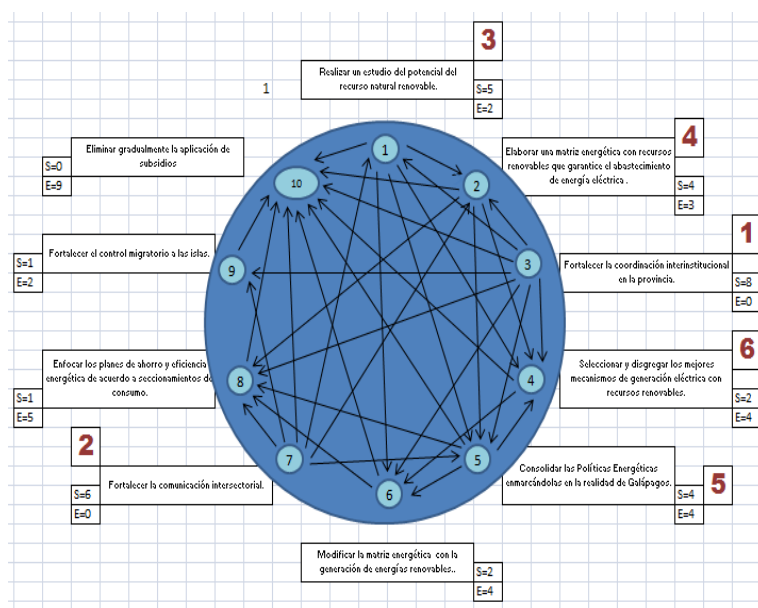 3
Realizar un estudio del potencial del
recurso natural renovable.
1
S=5
E=2
Eliminar gradualmente la aplicación de
subsidios
S=0
E=9
4
Elaborar una matriz energética con recursos
renovables que garantice el abastecimiento
de energía eléctrica .
S=4
E=3
1
2
10
3
9
4
8
5
7
6
1
Fortalecer la coordinación interinstitucional
en la provincia.
S=8
E=0
Fortalecer el control migratorio a las islas.
S=1
E=2
6
Seleccionar y disgregar los mejores
mecanismos de generación eléctrica con
recursos renovables.
S=2
E=4
Enfocar los planes de ahorro y eficiencia
energética de acuerdo a seccionamientos de
consumo.
S=1
E=5
2
Fortalecer la comunicación intersectorial.
S=6
E=0
Consolidar las Políticas Energéticas
enmarcándolas en la realidad de Galápagos.
5
S=4
E=4
Modificar la matriz energética con la
generación de energías renovables..
S=2
E=4